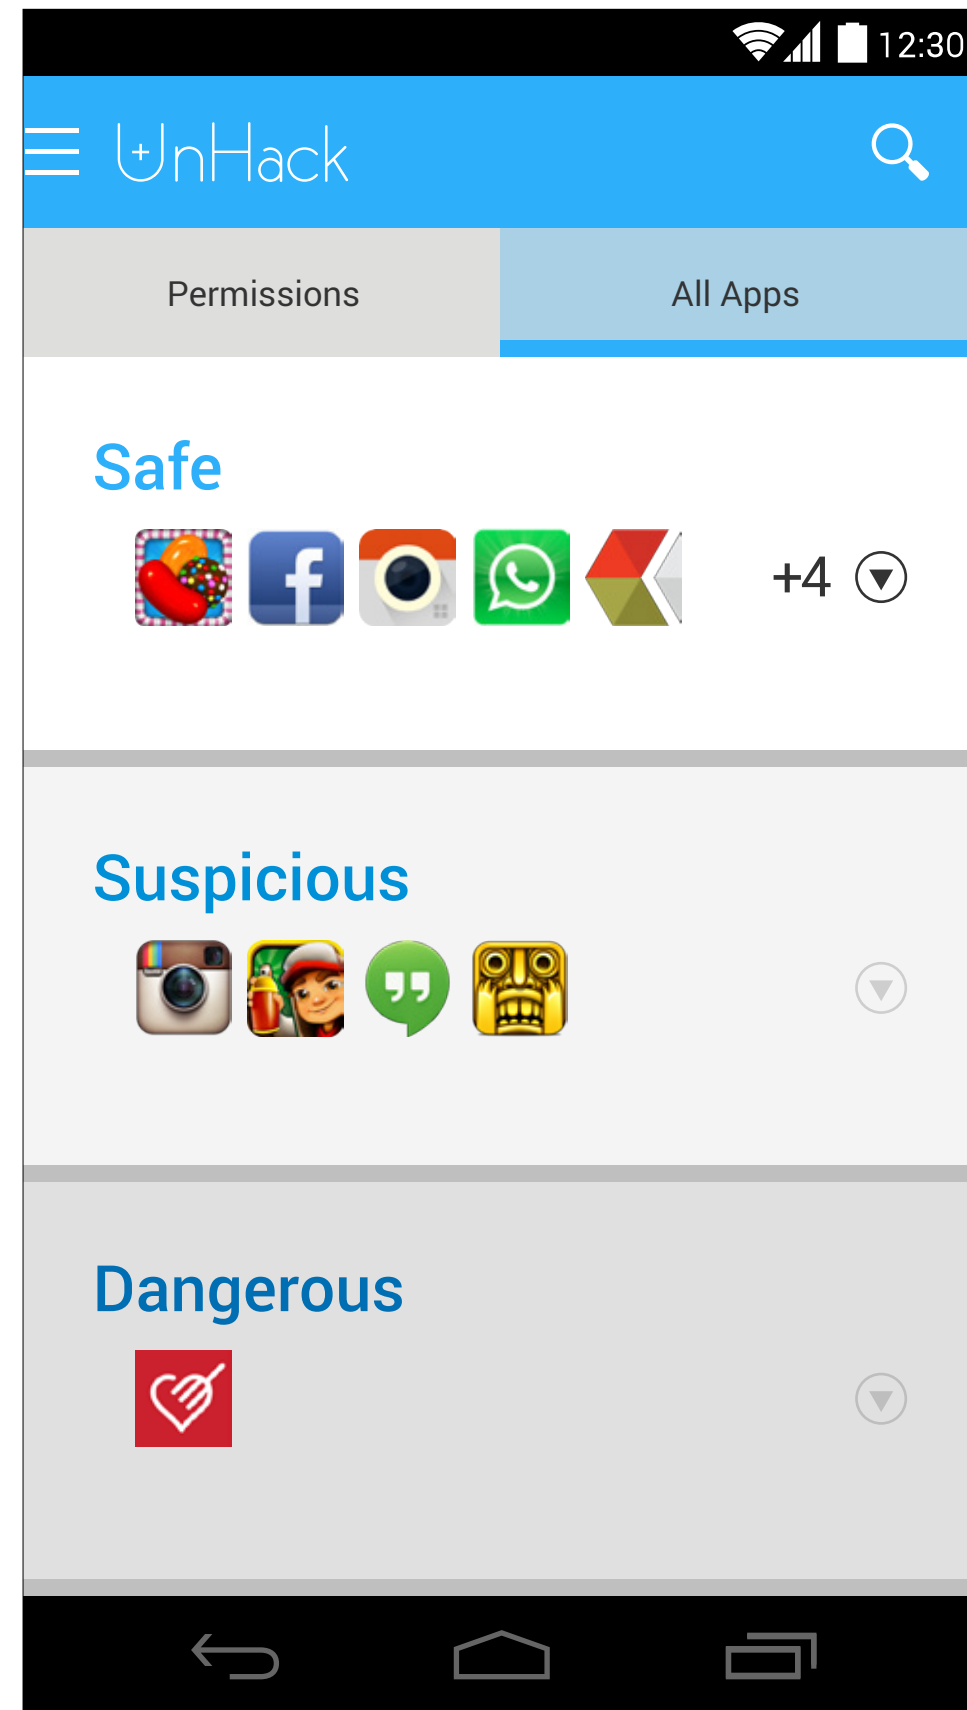 12:30
UnHack
Permissions
All Apps
Safe
+4
Suspicious
Dangerous